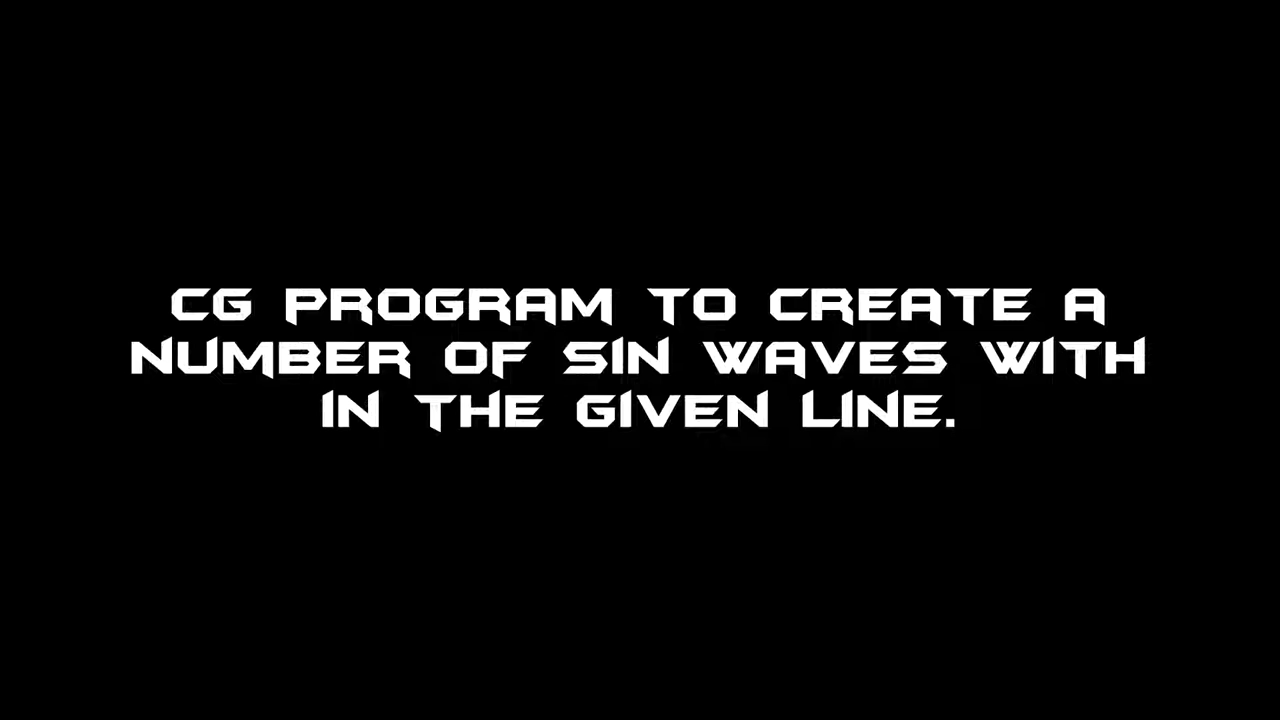 CG PROGRAM TO CREATE A
NUMBER OF SIN WAVES WITH
IN THE GIVEN LINE.